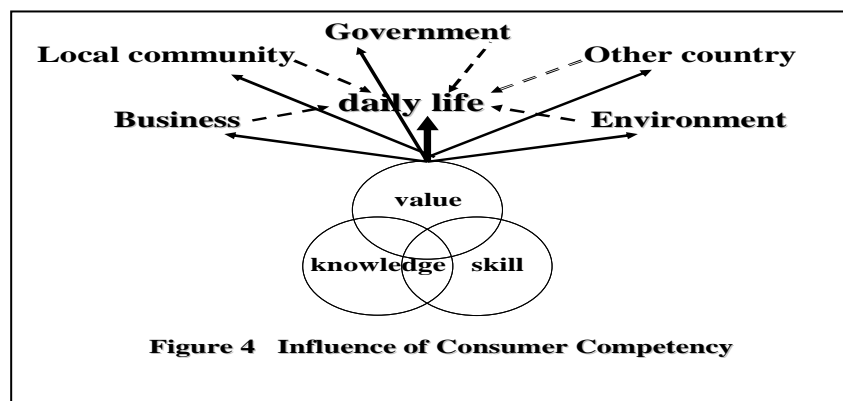 Government
Local community Other country
daily life
Business Environment
value
knowledge skill
Figure 4 Influence of Consumer Competency